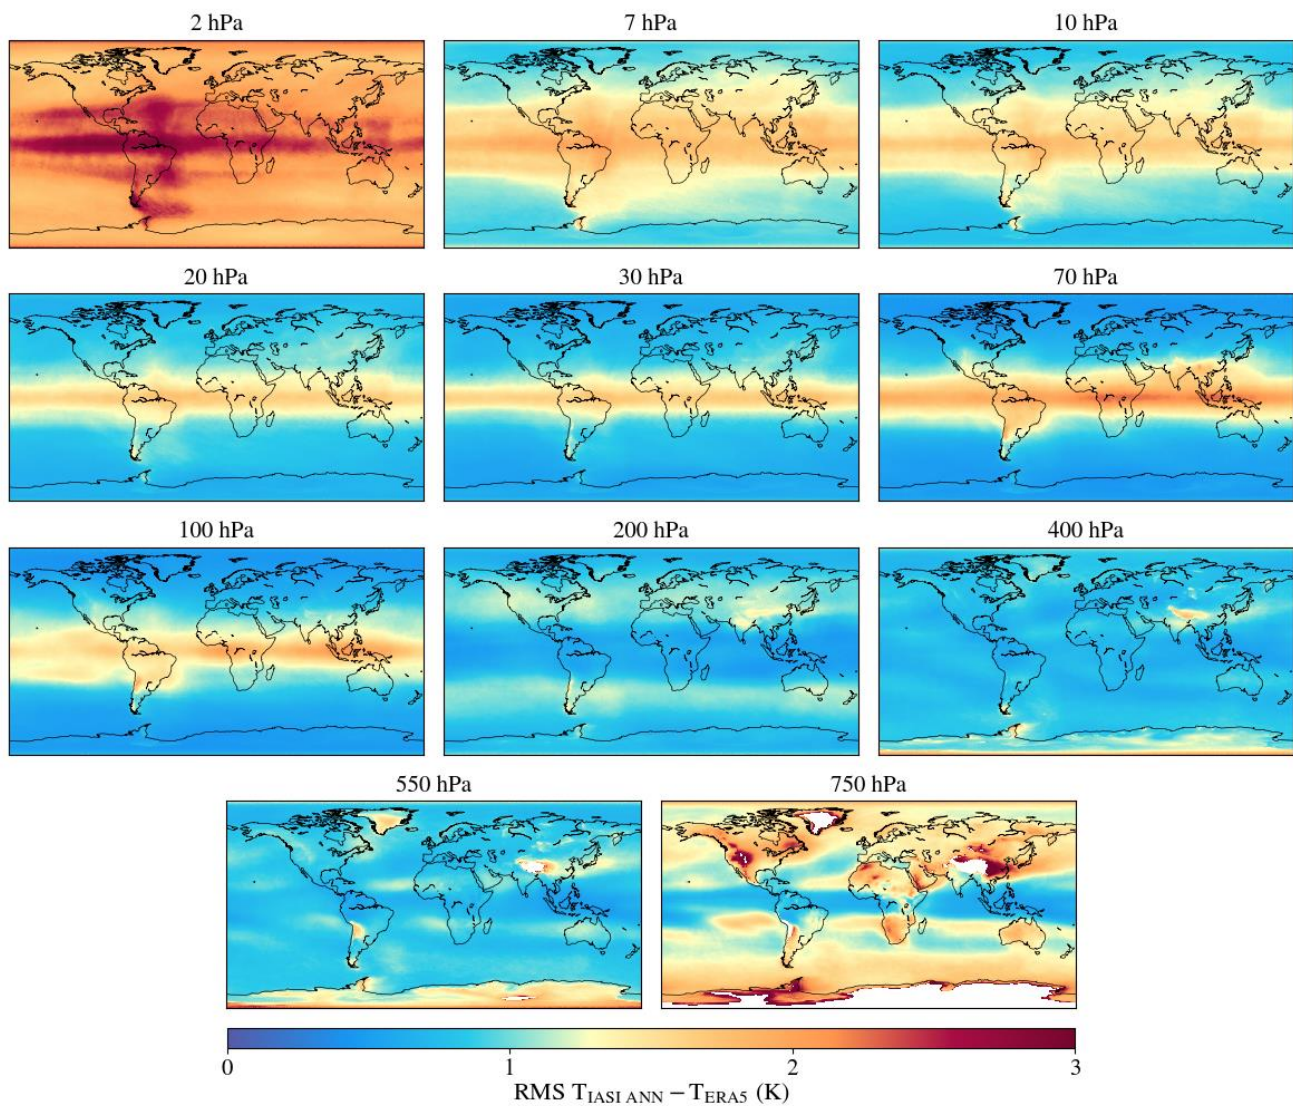 2 hPa
7 hPa
10 hPa
20 hPa
30 hPa
70 hPa
100 hPa
200 hPa
400 hPa
550 hPa
750 hPa
0 1 2 3
RMS T_IASI ANN − T_ERA5 (K)